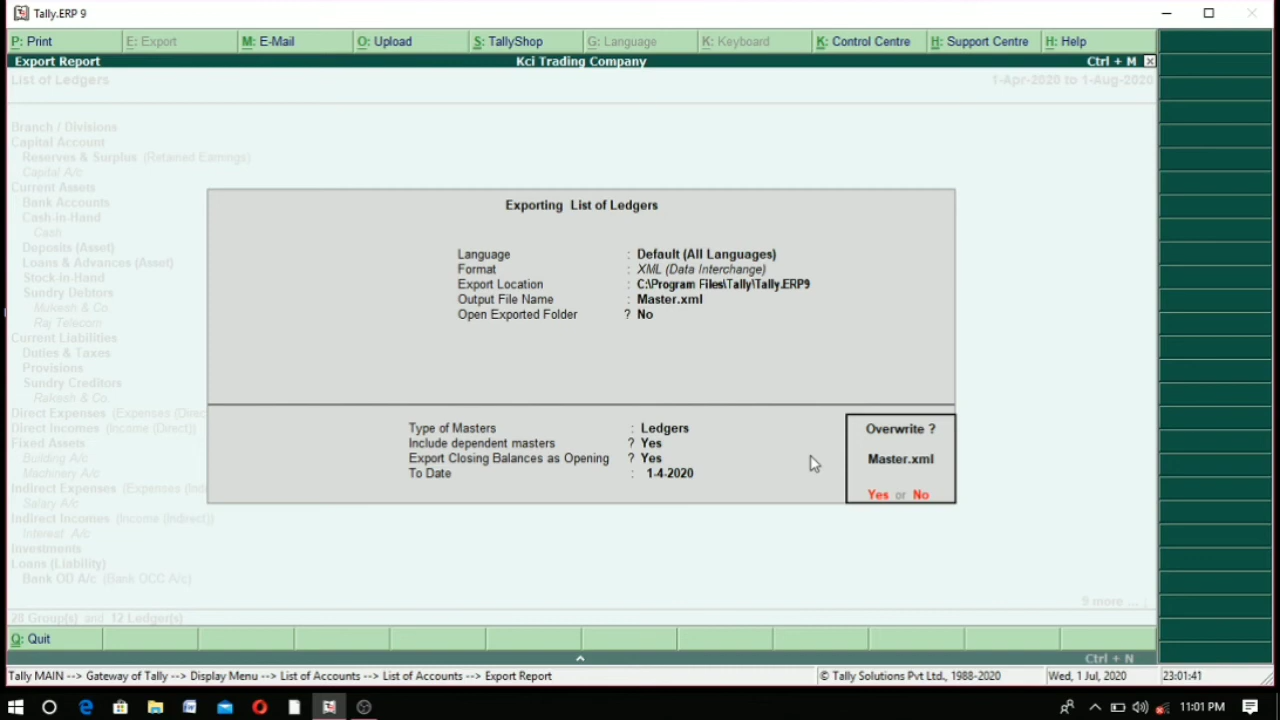 Tally.ERP 9
P: Print E: Export M: E-Mail O: Upload S: TallyShop G: Language K: Keyboard K: Control Centre H: Support Centre H: Help
Export Report Kci Trading Company Ctrl + M
List of Ledgers 1-Apr-2020 to 1-Aug-2020
Branch / Divisions
Capital Account
Reserves & Surplus (Retained Earnings)
Capital A/c
Current Assets
Bank Accounts
Cash-in-Hand
Cash
Deposits (Asset)
Loans & Advances (Asset)
Stock-in-Hand
Sundry Debtors
Mukesh & Co
Raj Telecom
Current Liabilities
Duties & Taxes
Provisions
Sundry Creditors
Rakesh & Co.
Direct Expenses (Expenses (Direc
Direct Incomes (Income (Direct))
Fixed Assets
Building A/c
Machinery A/c
Indirect Expenses (Expenses (Ind
Salary A/c
Indirect Incomes (Income (Indirect))
Interest A/c
Investments
Loans (Liability)
Bank OD A/c (Bank OCC A/c)
9 more ...
28 Group(s) and 12 Ledger(s)
Exporting List of Ledgers
Language : Default (All Languages)
Format : XML (Data Interchange)
Export Location : C:\Program Files\Tally\Tally.ERP9
Output File Name : Master.xml
Open Exported Folder ? No
Type of Masters : Ledgers
Include dependent masters ? Yes
Export Closing Balances as Opening ? Yes
To Date : 1-4-2020
Overwrite ?
Master.xml
Yes or No
Q: Quit
Ctrl + N
Tally MAIN --> Gateway of Tally --> Display Menu --> List of Accounts --> List of Accounts --> Export Report © Tally Solutions Pvt Ltd., 1988-2020 Wed, 1 Jul, 2020 23:01:41
11:01 PM